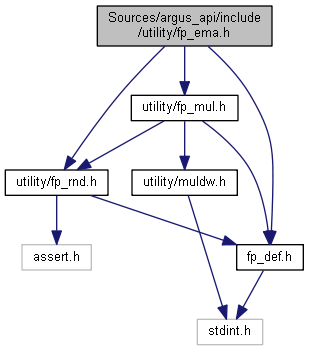 Sources/argus_api/include
/utility/fp_ema.h
utility/fp_mul.h
utility/fp_rnd.h
utility/muldw.h
assert.h
fp_def.h
stdint.h